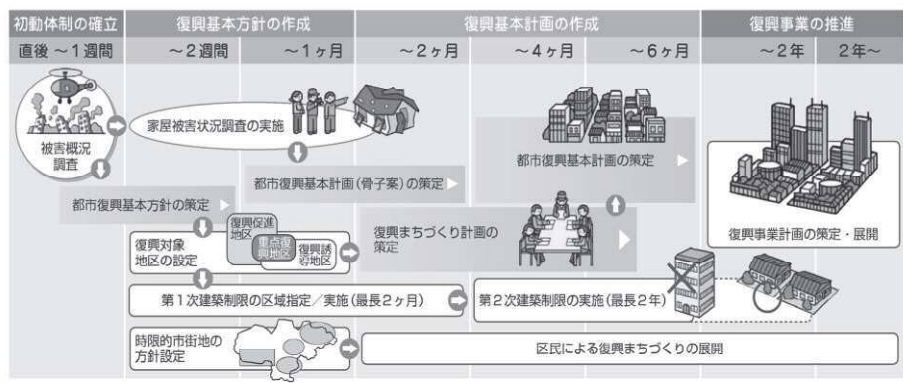 初動体制の確立
復興基本方針の作成
復興基本計画の作成
復興事業の推進
直後 ～1週間
～2週間
～1ヶ月
～2ヶ月
～4ヶ月
～6ヶ月
～2年
2年～
被害概況
調査
家屋被害状況調査の実施
都市復興基本計画(骨子案)の策定
都市復興基本計画の策定
都市復興基本方針の策定
復興対象
地区の設定
復興促進
地区
重点復
興地区
復興誘
導地区
復興まちづくり計画の
策定
復興事業計画の策定・展開
第1次建築制限の区域指定／実施(最長2ヶ月)
第2次建築制限の実施(最長2年)
時限的市街地の
方針設定
区民による復興まちづくりの展開